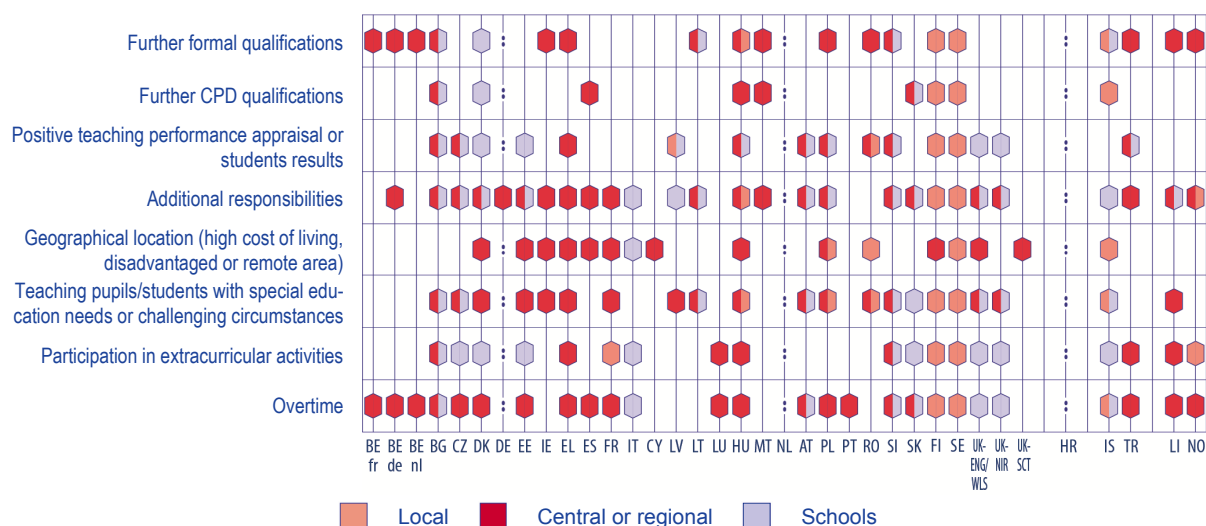 Further formal qualifications
Further CPD qualifications
Positive teaching performance appraisal or
students results
Additional responsibilities
Geographical location (high cost of living,
disadvantaged or remote area)
Teaching pupils/students with special edu-
cation needs or challenging circumstances
Participation in extracurricular activities
Overtime
BE BE BE BG CZ DK DE EE IE EL ES FR IT CY LV LT LU HU MT NL AT PL PT RO SI SK FI SE UK- UK- UK- HR IS TR LI NO
fr de nl ENG/ NIR SCT
WLS
Local Central or regional Schools